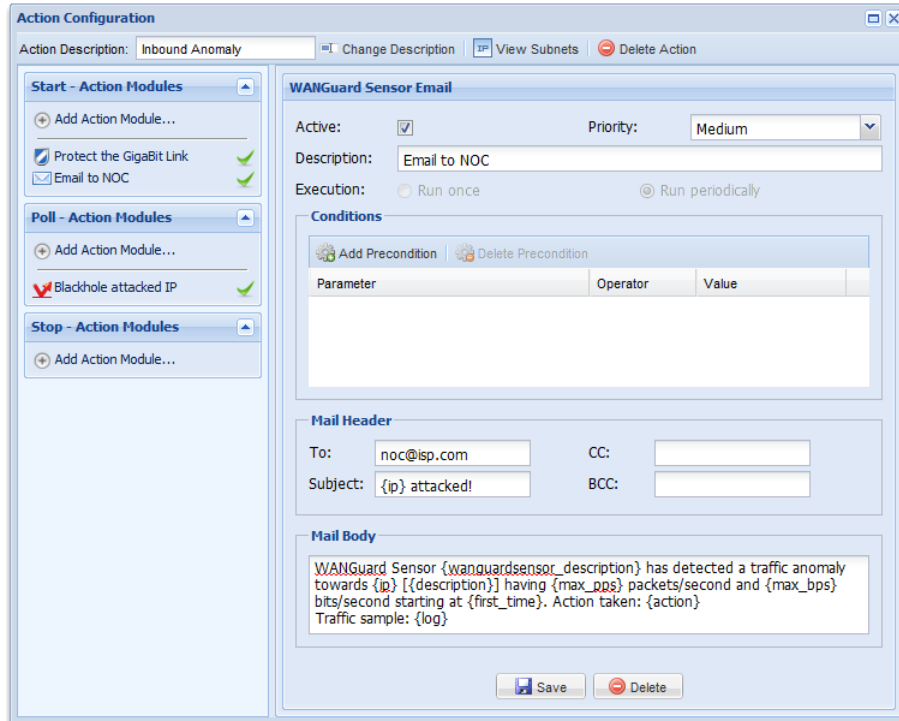 Action Configuration
Action Description: Inbound Anomaly Change Description IP View Subnets Delete Action
Start - Action Modules
Add Action Module...
Protect the GigaBit Link
Email to NOC
Poll - Action Modules
Add Action Module...
Blackhole attacked IP
Stop - Action Modules
Add Action Module...
WANGuard Sensor Email
Active: Priority: Medium
Description: Email to NOC
Execution: Run once Run periodically
Conditions
Add Precondition Delete Precondition
Parameter Operator Value
Mail Header
To: noc@isp.com CC:
Subject: {ip} attacked! BCC:
Mail Body
WANGuard Sensor {wanguardsensor_description} has detected a traffic anomaly
towards {ip} [{description}] having {max_pps} packets/second and {max_bps}
bits/second starting at {first_time}. Action taken: {action}
Traffic sample: {log}
Save Delete